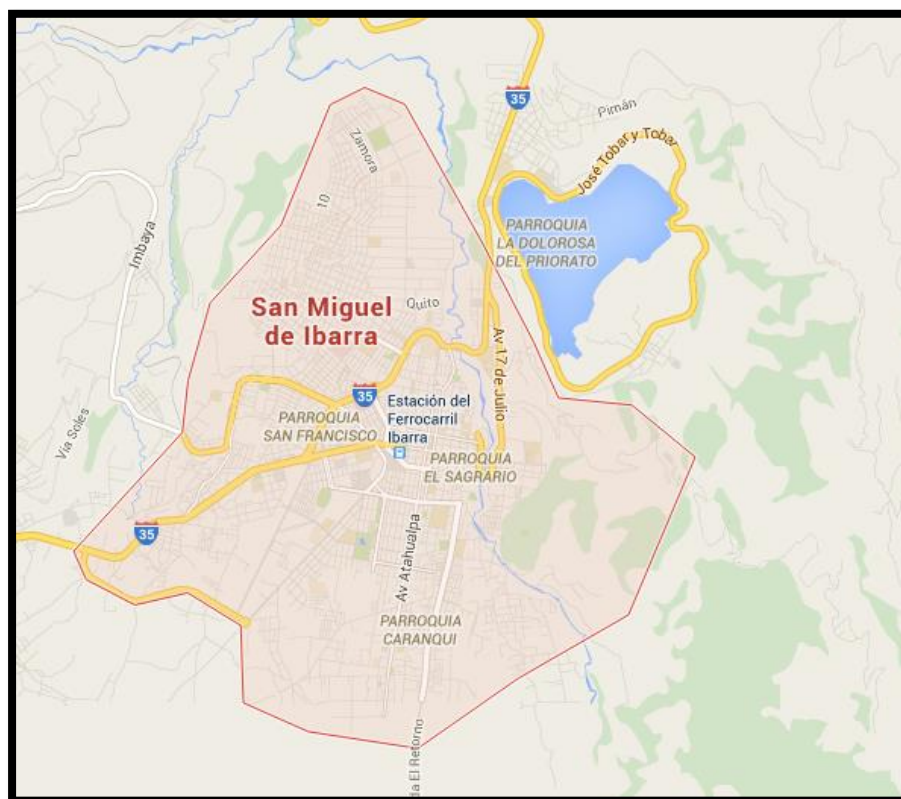 35
Pimán
José Tobar y Tobar
Zamora
10
PARROQUIA
LA DOLOROSA
DEL PRIORATO
Imbaya
San Miguel
de Ibarra
Quito
Av 17 de Julio
35
Estación del
Ferrocarril
Ibarra
PARROQUIA
SAN FRANCISCO
Vía Soles
PARROQUIA
EL SAGRARIO
35
Av Atahualpa
PARROQUIA
CARANQUI
da El Retorno